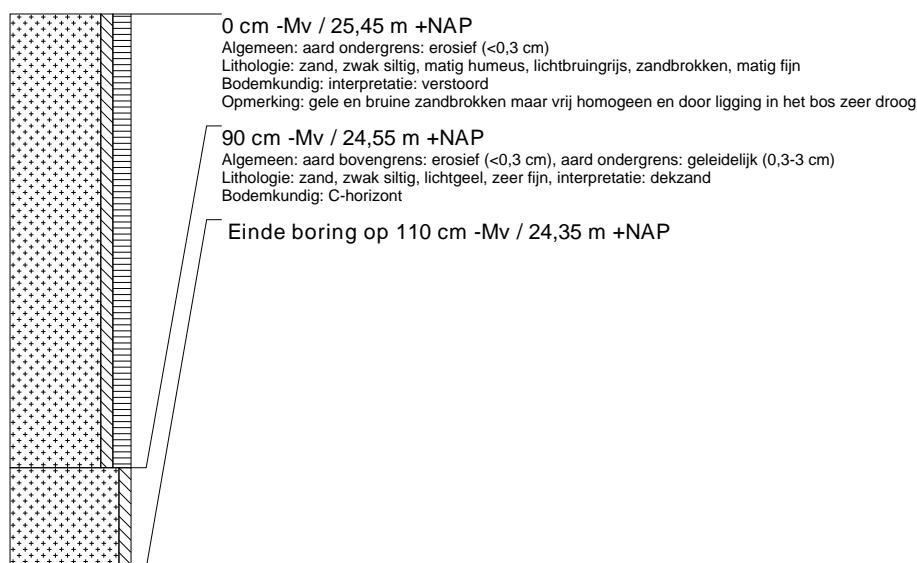 0 cm -Mv / 25,45 m +NAP
Algemeen: aard ondergrens: erosief (<0,3 cm)
Lithologie: zand, zwak siltig, matig humeus, lichtbruingrijs, zandbrokken, matig fijn
Bodemkundig: interpretatie: verstoord
Opmerking: gele en bruine zandbrokken maar vrij homogeen en door ligging in het bos zeer droog
90 cm -Mv / 24,55 m +NAP
Algemeen: aard bovengrens: erosief (<0,3 cm), aard ondergrens: geleidelijk (0,3-3 cm)
Lithologie: zand, zwak siltig, lichtgeel, zeer fijn, interpretatie: dekzand
Bodemkundig: C-horizont
Einde boring op 110 cm -Mv / 24,35 m +NAP